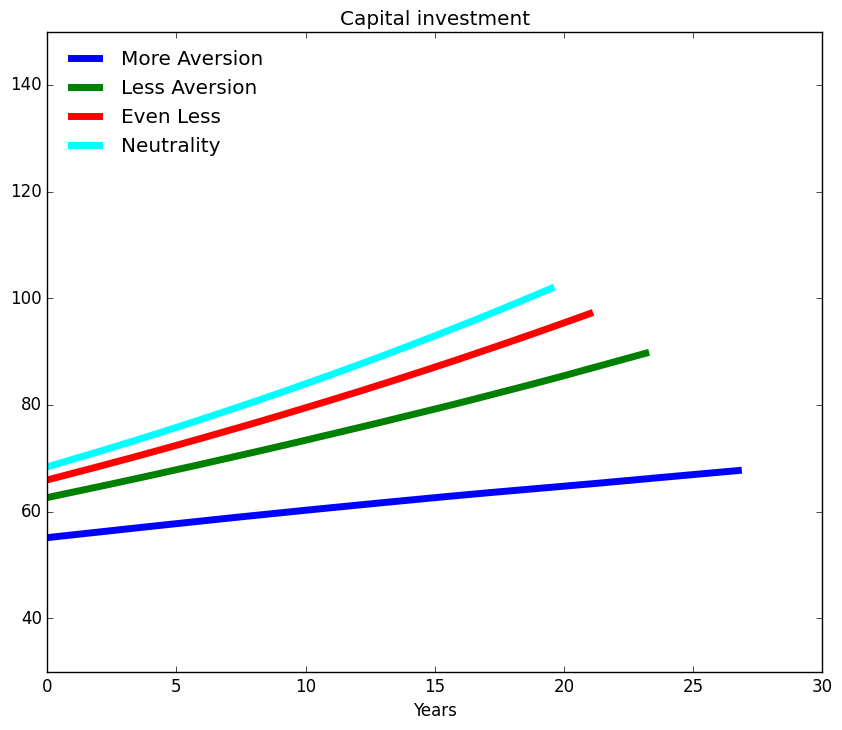 Capital investment
More Aversion
Less Aversion
Even Less
Neutrality
140
120
100
80
60
40
0 5 10 15 20 25 30
Years